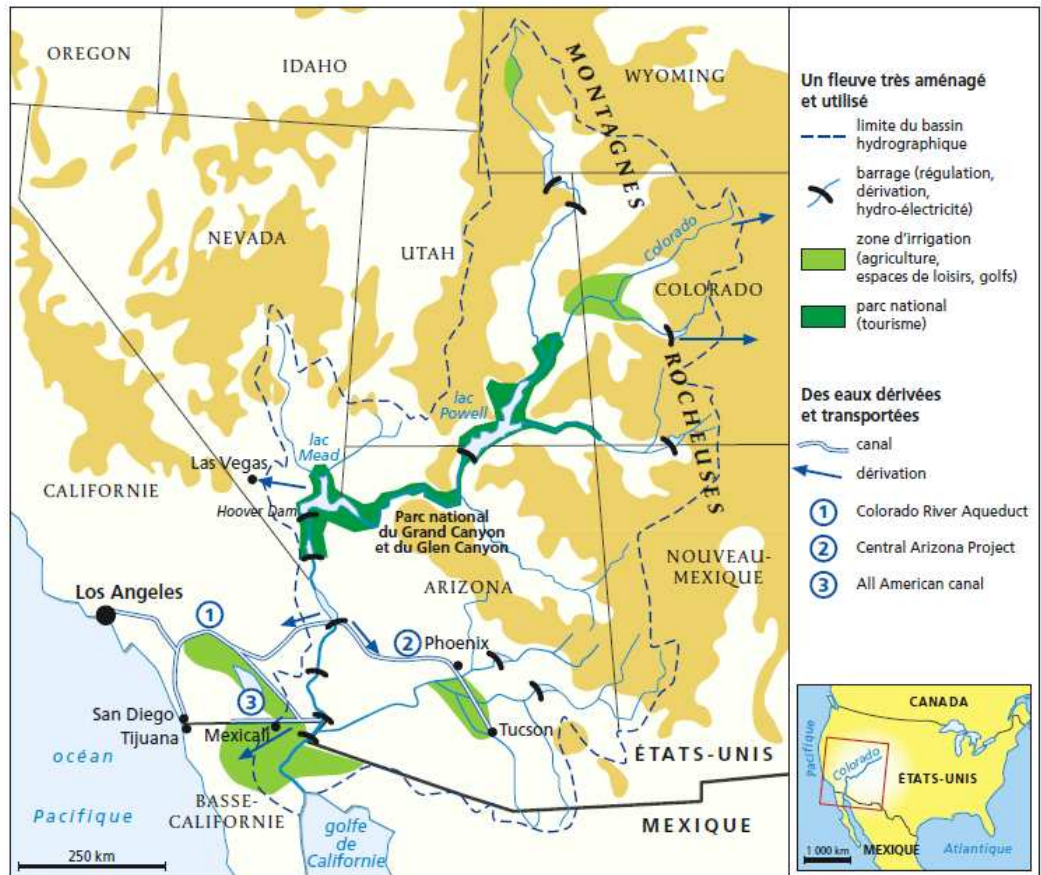 OREGON
IDAHO
WYOMING
MONTAGNES
NEVADA
UTAH
Colorado
COLORADO
ROCHEUSES
lac
Powell
lac
Mead
Las Vegas
CALIFORNIE
Hoover Dam
Parc national
du Grand Canyon
et du Glen Canyon
NOUVEAU-
MEXIQUE
ARIZONA
Los Angeles
1
2
Phoenix
3
San Diego
Tijuana
Mexicali
Tucson
océan
Pacifique
ÉTATS-UNIS
BASSE-
CALIFORNIE
MEXIQUE
golfe
de
Californie
250 km
Un fleuve très aménagé
et utilisé
limite du bassin
hydrographique
barrage (régulation,
dérivation,
hydro-électricité)
zone d'irrigation
(agriculture,
espaces de loisirs, golfs)
parc national
(tourisme)
Des eaux dérivées
et transportées
canal
dérivation
1 Colorado River Aqueduct
2 Central Arizona Project
3 All American canal
CANADA
pacifique
Colorado
ÉTATS-UNIS
1 000 km
MEXIQUE
Atlantique